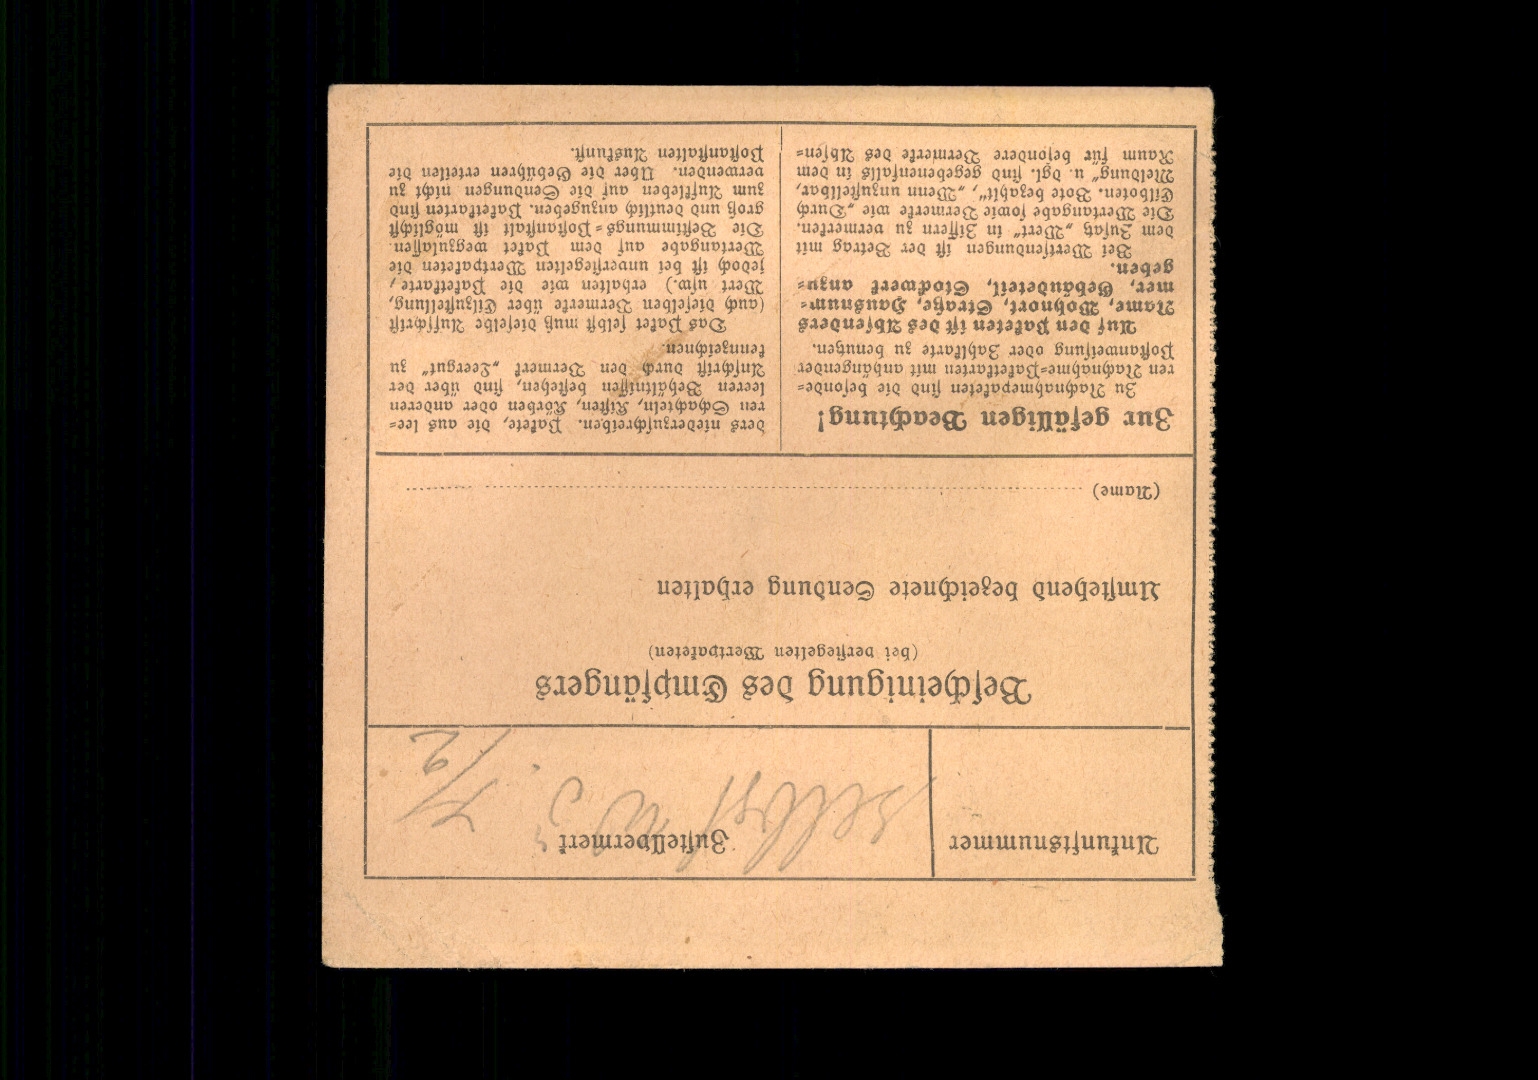 Ankunftsnummer
Zustellvermerk
Bescheinigung des Empfängers
(bei versiegelten Wertpaketen)
Umstehend bezeichnete Sendung erhalten
(Name)
Zur gefälligen Beachtung!
Zu Nachnahmepaketen sind die besonde-
ren Nachnahme-Paketkarten mit anhängender
Postanweisung oder Zahlkarte zu benutzen.
Auf den Paketen ist des Absenders
Name, Wohnort, Straße, Hausnum-
mer, Gebäudeteil, Stockwerk anzu-
geben.
Bei Wertsendungen ist der Betrag mit
dem Zusatz „Wert“ in Ziffern zu vermerken.
Die Wertangabe sowie Vermerke wie „Durch
Eilboten. Bote bezahlt“, „Wenn unzustellbar,
Meldung“ u. dgl. sind gegebenenfalls in dem
Raum für besondere Vermerke des Absen-
ders niederzuschreiben. Pakete, die aus lee-
ren Schachteln, Kisten, Körben oder anderen
leeren Behältnissen bestehen, sind über der
Aufschrift durch den Vermerk „Leergut“ zu
kennzeichnen.
Das Paket selbst muß dieselbe Aufschrift
(auch dieselben Vermerke über Eilzustellung,
Wert usw.) erhalten wie die Paketkarte,
jedoch ist bei unversiegelten Wertpaketen die
Wertangabe auf dem Paket wegzulassen.
Die Bestimmungs-Postanstalt ist möglichst
groß und deutlich anzugeben. Paketkarten sind
zum Aufkleben auf die Sendungen nicht zu
verwenden. Über die Gebühren erteilen die
Postanstalten Auskunft.